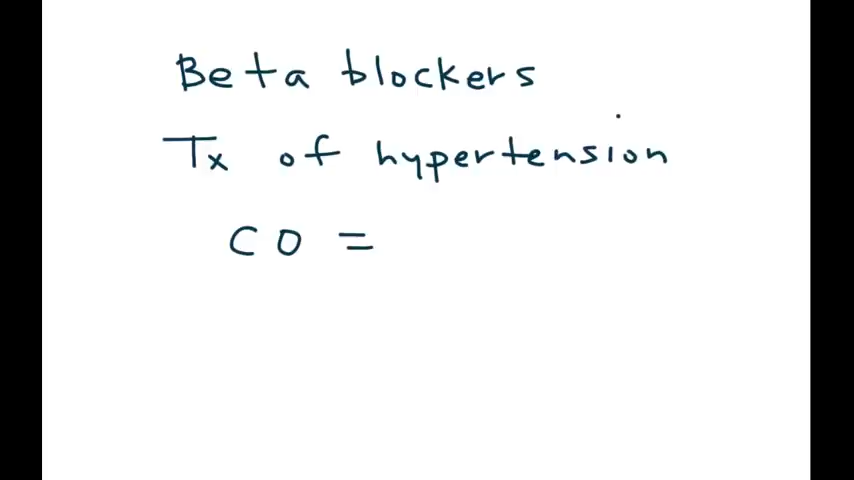 Beta blockers
Tx of hypertension
CO =